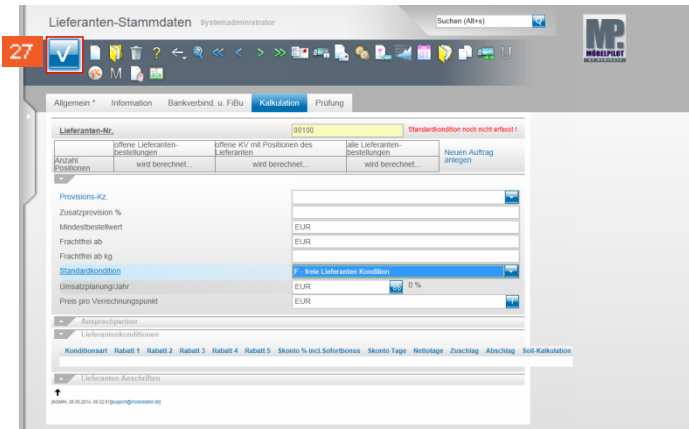 Lieferanten-Stammdaten Systemadministrator
Suchen (Alt+s)
27
MP
MÖBELPILOT
Allgemein * Information Bankverbind. u. FiBu Kalkulation Prüfung
Lieferanten-Nr. 00100 Standardkondition noch nicht erfasst !
offene Lieferanten-bestellungen offene KV mit Positionen des Lieferanten alle Lieferanten-bestellungen Neuen Auftrag anlegen
Anzahl Positionen wird berechnet... wird berechnet... wird berechnet...
Provisions-Kz.
Zusatzprovision %
Mindestbestellwert EUR
Frachtfrei ab EUR
Frachtfrei ab kg
Standardkondition F - freie Lieferanten Kondition
Umsatzplanung/Jahr EUR 0 %
Preis pro Verrechnungspunkt EUR
Ansprechpartner
Lieferantenkonditionen
Konditionsart Rabatt 1 Rabatt 2 Rabatt 3 Rabatt 4 Rabatt 5 Skonto % incl.Sofortbonus Skonto Tage Nettotage Zuschlag Abschlag Soll-Kalkulation
Lieferanten Anschriften